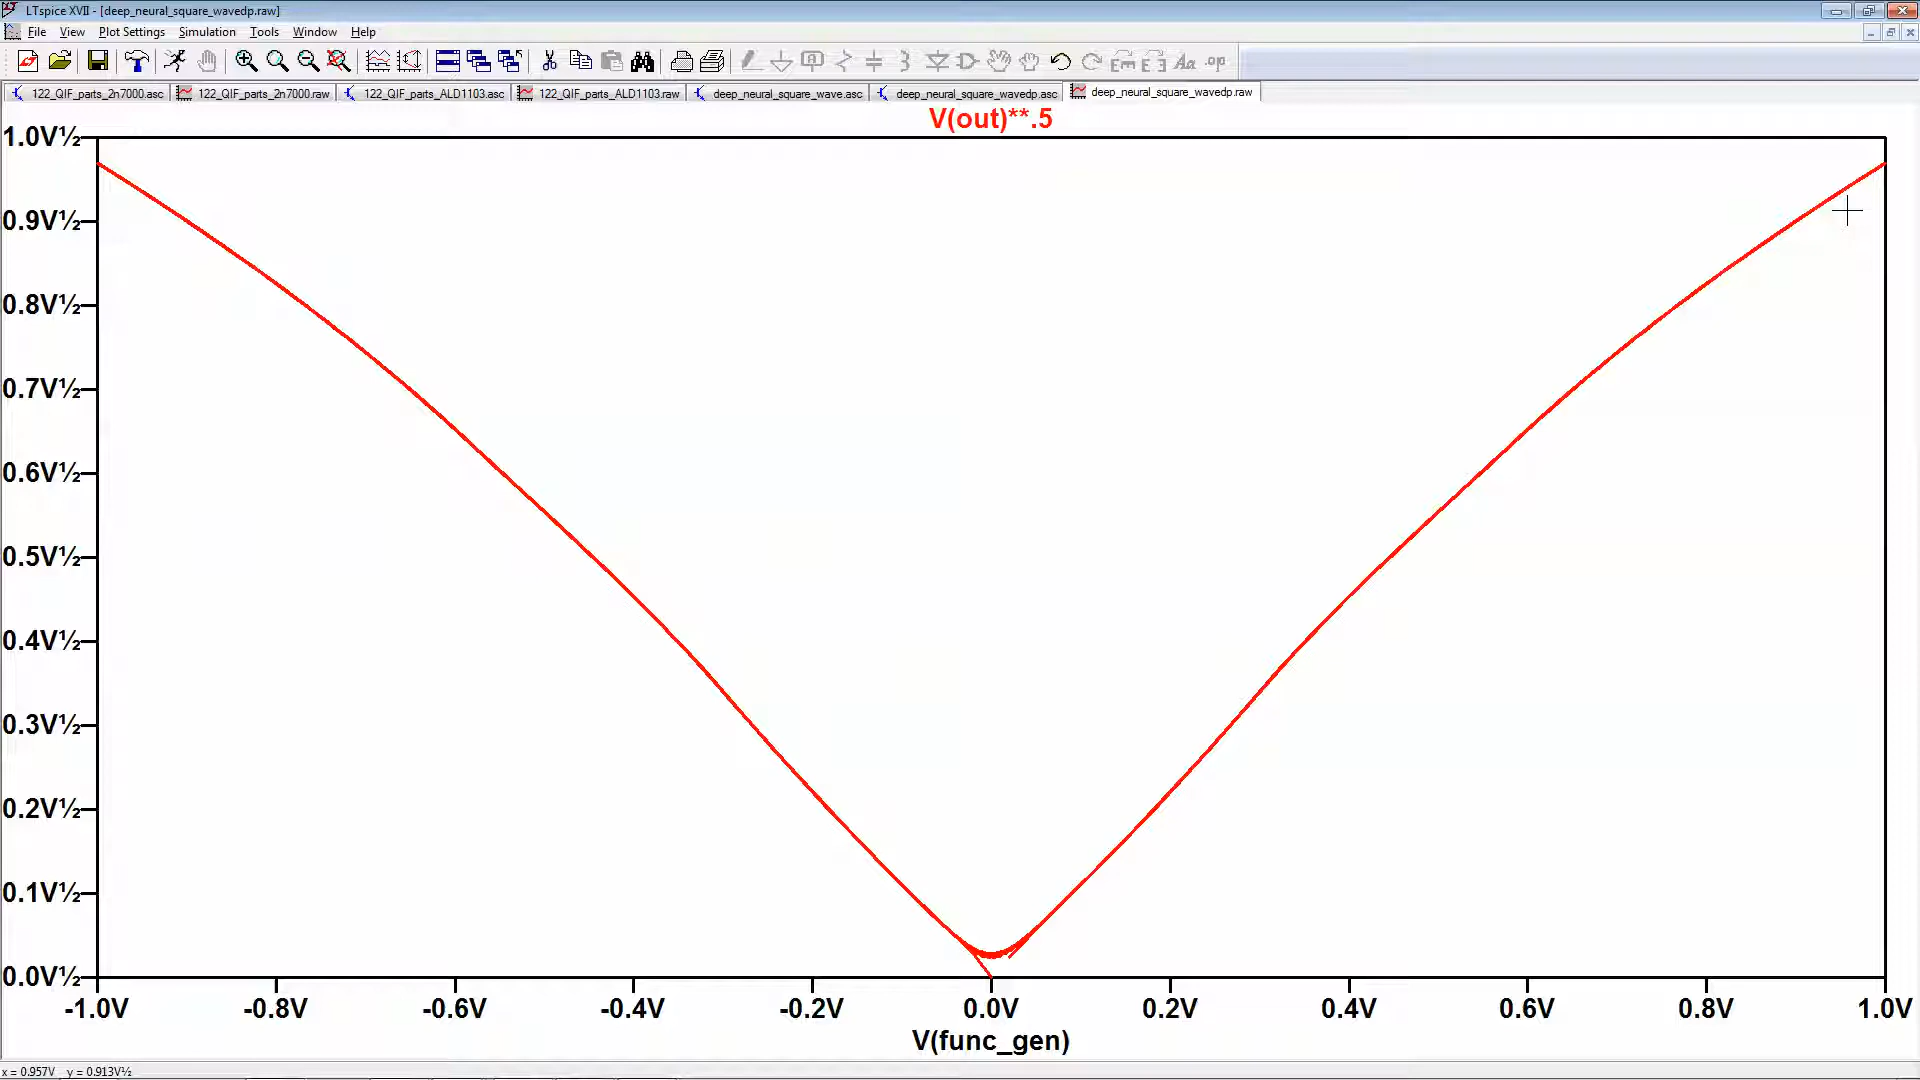 LTspice XVII - [deep_neural_square_wavedp.raw]
File View Plot Settings Simulation Tools Window Help
Aa .op
122_QIF_parts_2n7000.asc 122_QIF_parts_2n7000.raw 122_QIF_parts_ALD1103.asc 122_QIF_parts_ALD1103.raw deep_neural_square_wave.asc deep_neural_square_wavedp.asc deep_neural_square_wavedp.raw
V(out)**.5
1.0V½
0.9V½
0.8V½
0.7V½
0.6V½
0.5V½
0.4V½
0.3V½
0.2V½
0.1V½
0.0V½
-1.0V -0.8V -0.6V -0.4V -0.2V 0.0V 0.2V 0.4V 0.6V 0.8V 1.0V
V(func_gen)
x = 0.957V y = 0.913V½